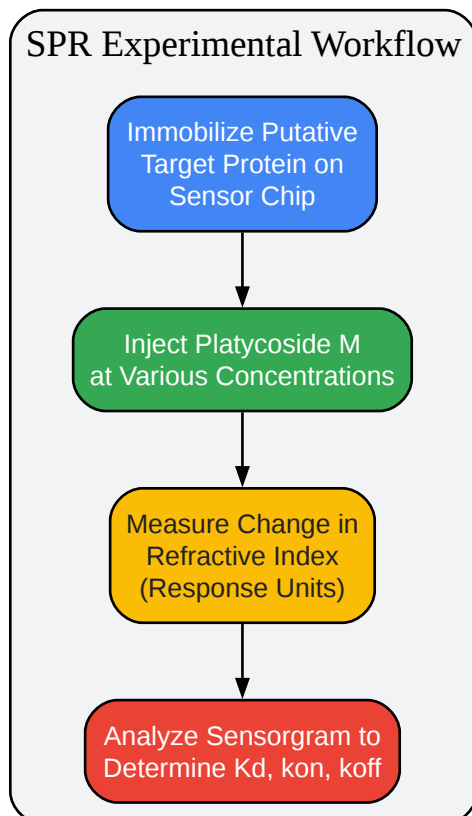 SPR Experimental Workflow
Immobilize Putative
Target Protein on
Sensor Chip
Inject Platycoside M
at Various Concentrations
Measure Change in
Refractive Index
(Response Units)
Analyze Sensorgram to
Determine Kd, kon, koff